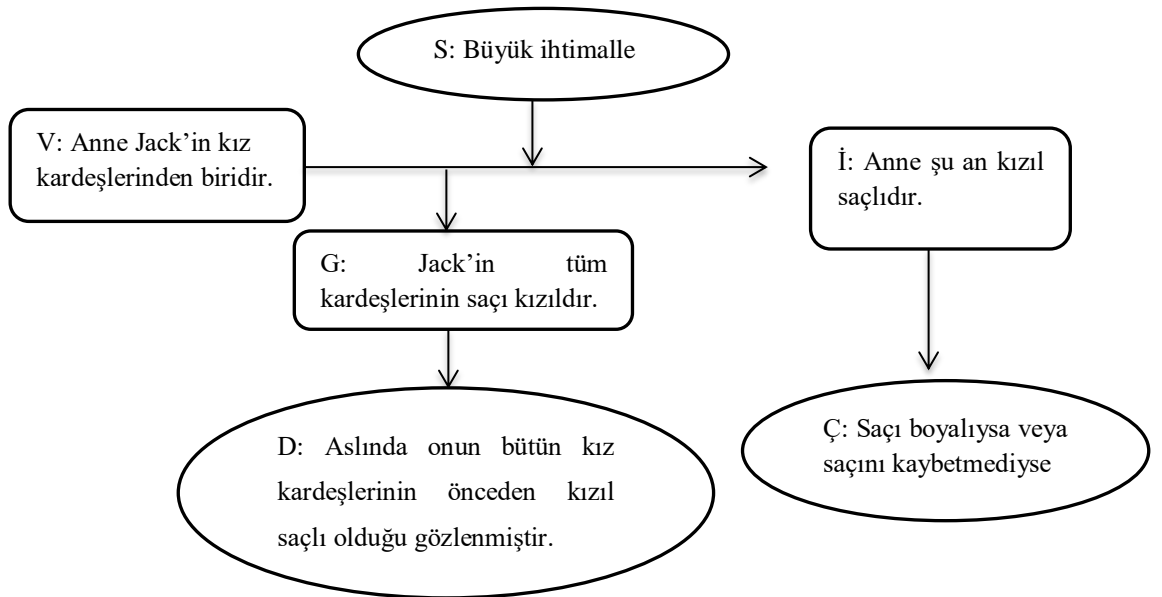 S: Büyük ihtimalle
V: Anne Jack’in kız
kardeşlerinden biridir.
İ: Anne şu an kızıl
saçlıdır.
G: Jack’in tüm
kardeşlerinin saçı kızıldır.
D: Aslında onun bütün kız
kardeşlerinin önceden kızıl
saçlı olduğu gözlenmiştir.
Ç: Saçı boyalıysa veya
saçını kaybetmediyse